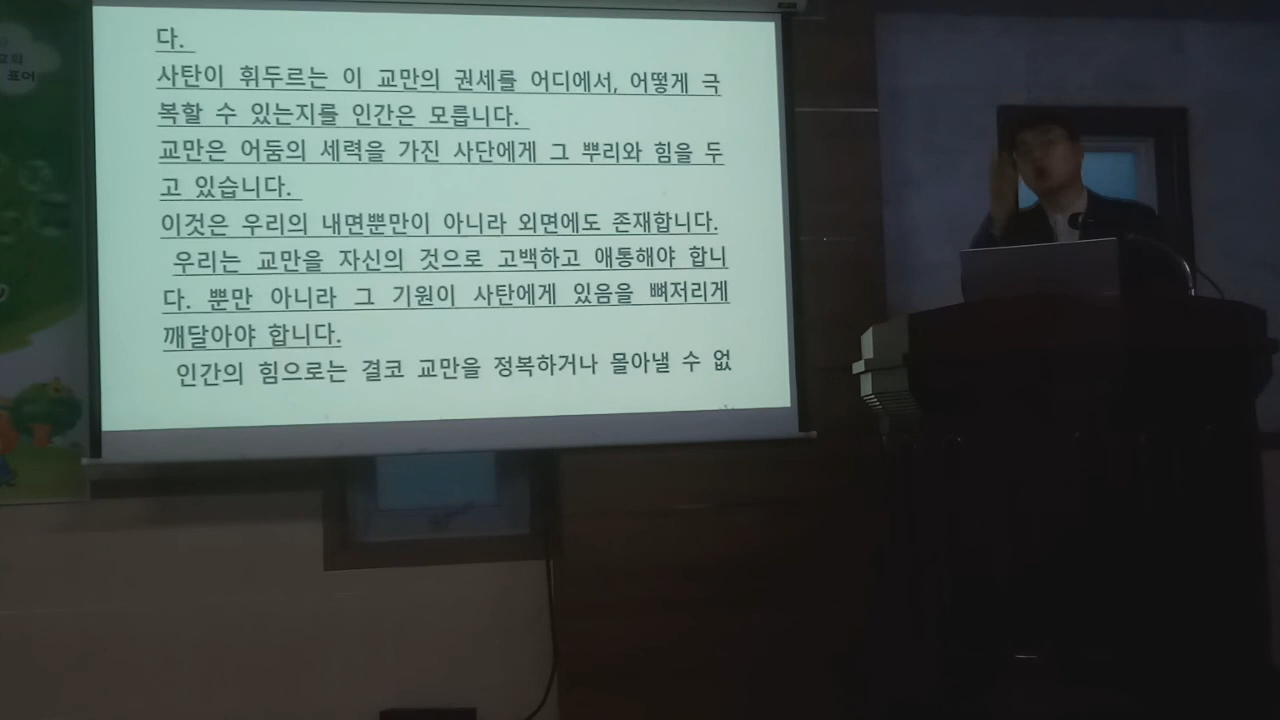 다.
사탄이 휘두르는 이 교만의 권세를 어디에서, 어떻게 극
복할 수 있는지를 인간은 모릅니다.
교만은 어둠의 세력을 가진 사단에게 그 뿌리와 힘을 두
고 있습니다.
이것은 우리의 내면뿐만이 아니라 외면에도 존재합니다.
우리는 교만을 자신의 것으로 고백하고 애통해야 합니
다. 뿐만 아니라 그 기원이 사탄에게 있음을 뼈저리게
깨달아야 합니다.
인간의 힘으로는 결코 교만을 정복하거나 몰아낼 수 없
표어